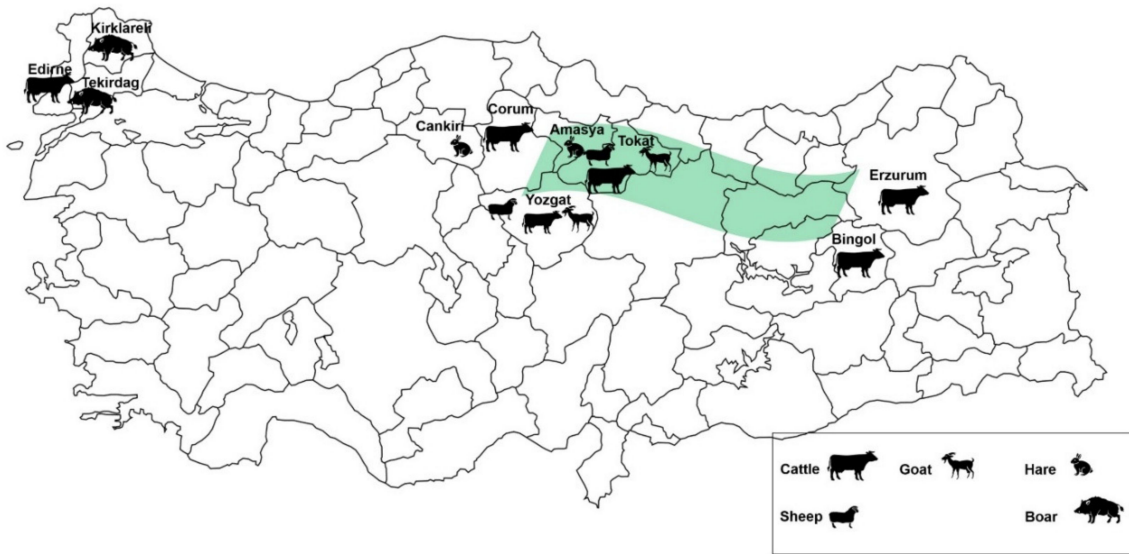 Kirklareli
Edirne
Tekirdag
Cankiri
Corum
Amasya
Tokat
Yozgat
Erzurum
Bingol
Cattle
Goat
Hare
Sheep
Boar